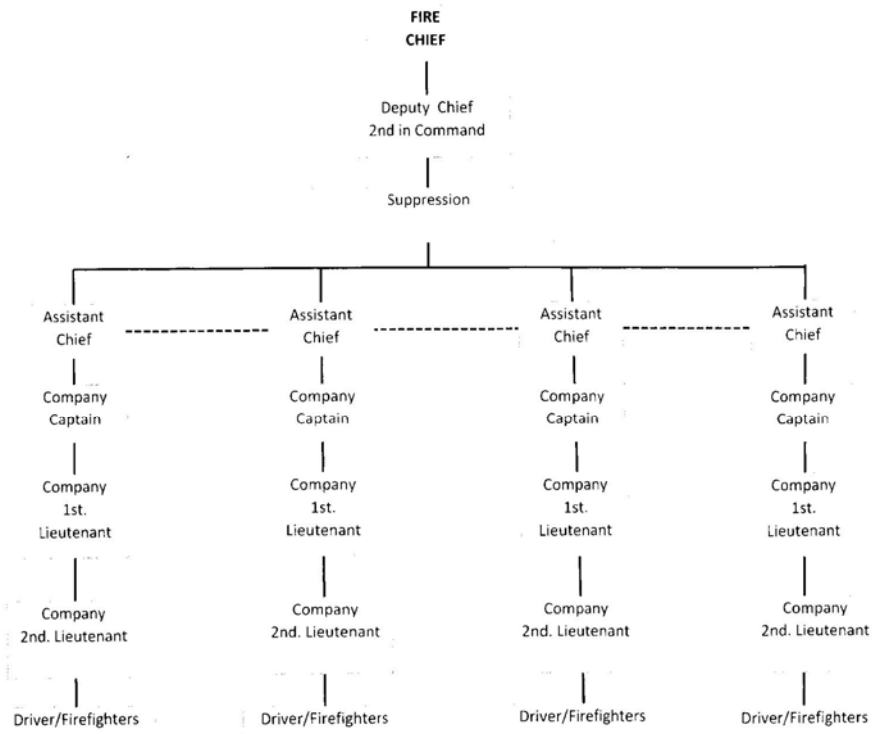 FIRE
CHIEF
Deputy Chief
2nd in Command
Suppression
Assistant
Chief
Assistant
Chief
Assistant
Chief
Assistant
Chief
Company
Captain
Company
Captain
Company
Captain
Company
Captain
Company
1st.
Lieutenant
Company
1st.
Lieutenant
Company
1st.
Lieutenant
Company
1st.
Lieutenant
Company
2nd. Lieutenant
Company
2nd. Lieutenant
Company
2nd. Lieutenant
Company
2nd. Lieutenant
Driver/Firefighters
Driver/Firefighters
Driver/Firefighters
Driver/Firefighters